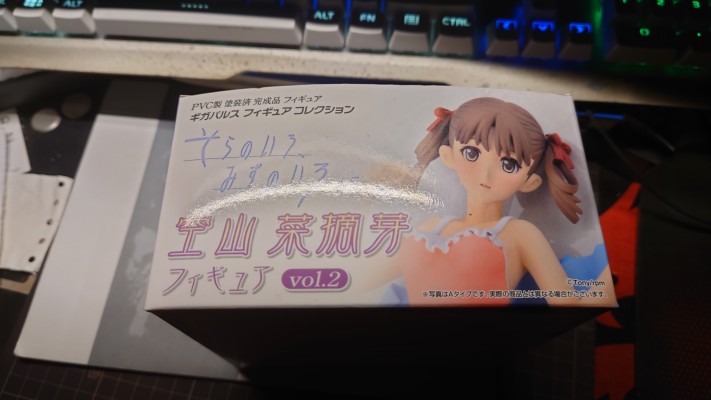 ALT
ALT
FN
CTRL
PVC製 塗装済 完成品 フィギュア
ギガパルス フィギュア コレクション
そらのいろ、
みずのいろ
空山 菜摘芽
フィギュア vol.2
©Tony/rpm
※写真はAタイプです。実際の商品とは異なる場合がございます。